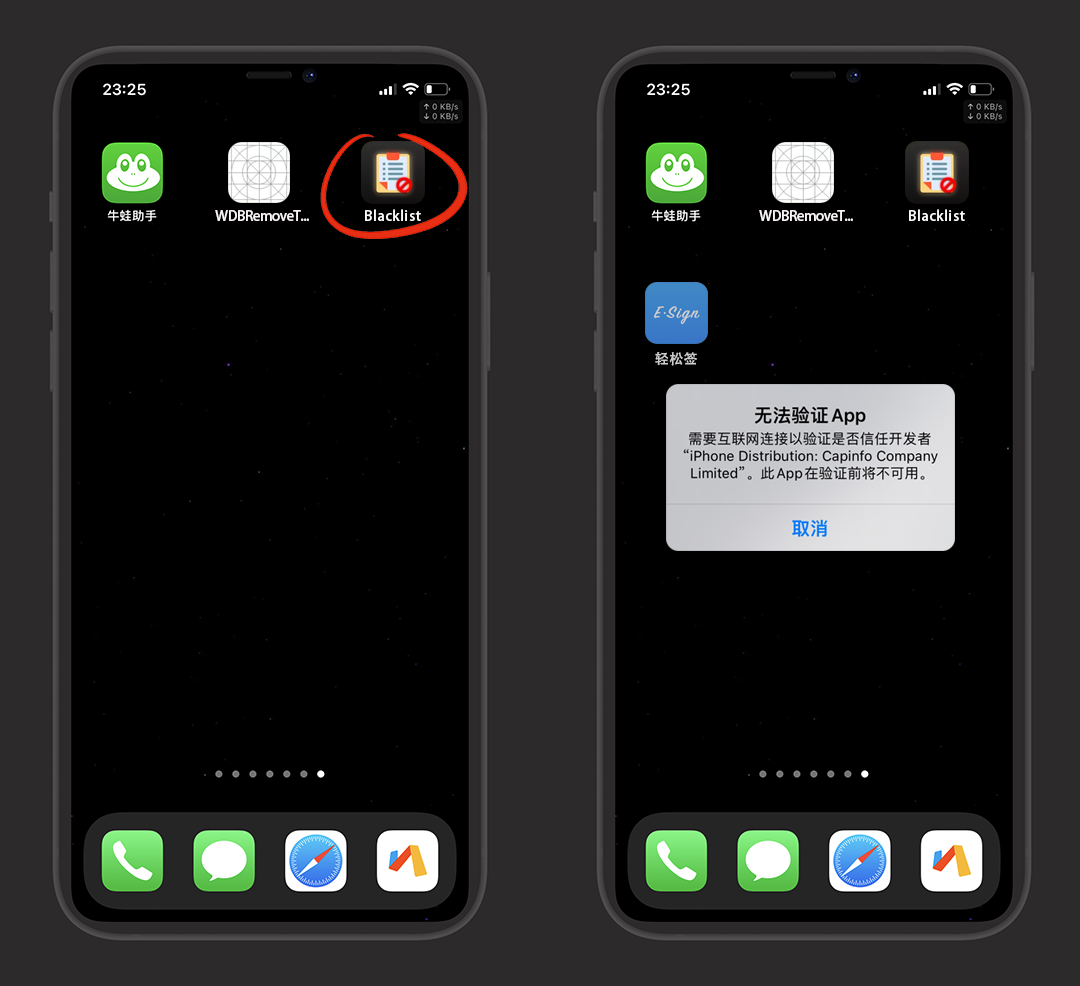 23:25
↑ 0 KB/s
↓ 0 KB/s
牛蛙助手
WDBRemoveT...
Blacklist
23:25
↑ 0 KB/s
↓ 0 KB/s
牛蛙助手
WDBRemoveT...
Blacklist
E·Sign
轻松签
无法验证App
需要互联网连接以验证是否信任开发者
“iPhone Distribution: Capinfo Company
Limited”。此App在验证前将不可用。
取消